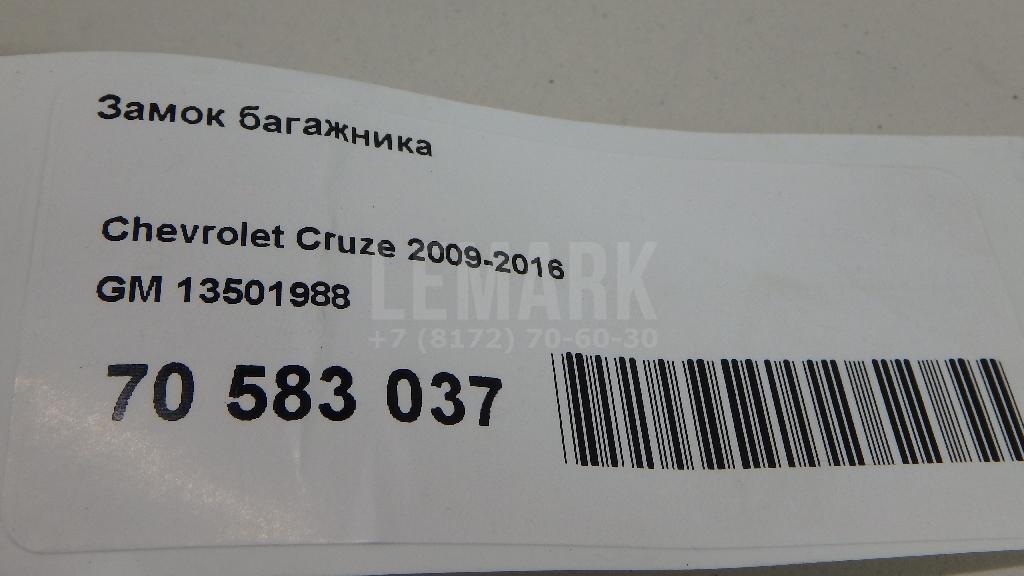 Замок багажника
Chevrolet Cruze 2009-2016
GM 13501988
LEMARK
+7 (8172) 70-60-30
70 583 037